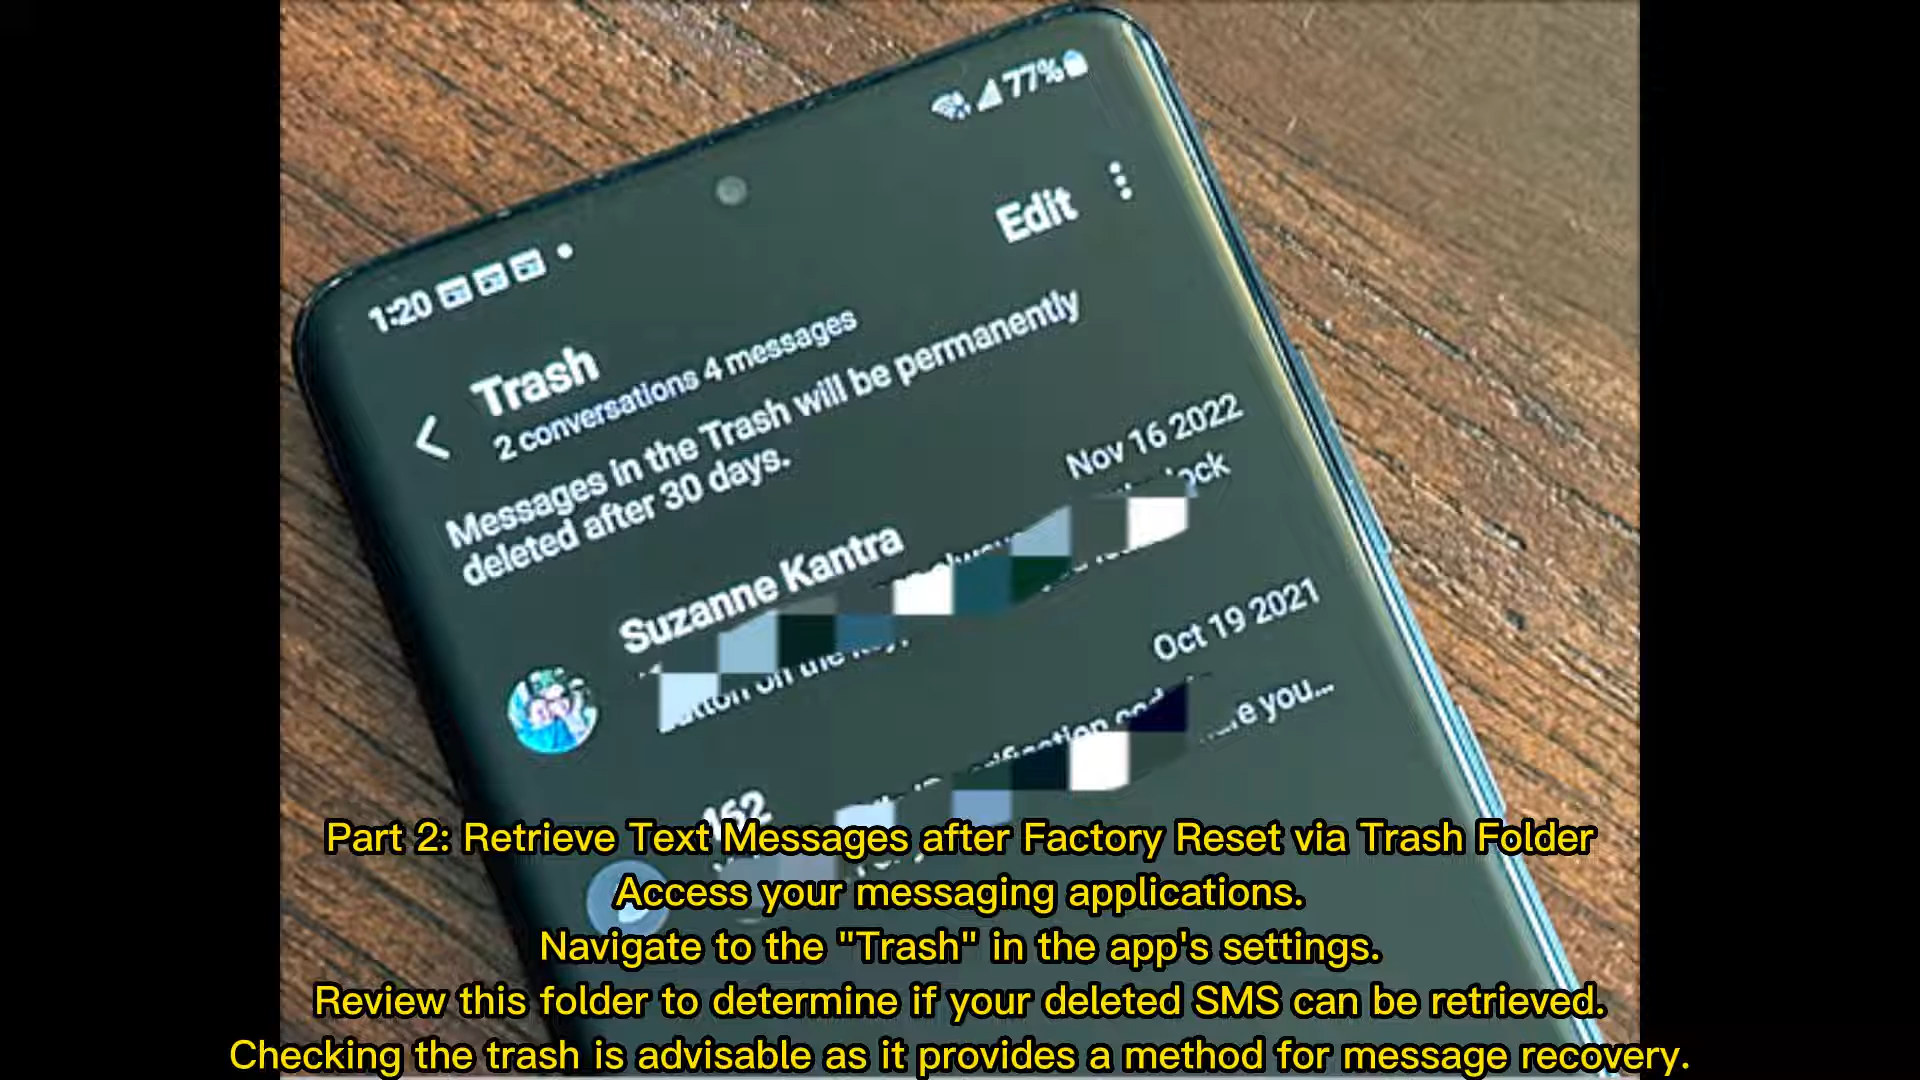 77%
1:20
Edit
Trash
2 conversations 4 messages
Messages in the Trash will be permanently
deleted after 30 days.
Nov 16 2022
Suzanne Kantra
on the
Oct 19 2021
you...
Part 2: Retrieve Text Messages after Factory Reset via Trash Folder
Access your messaging applications.
Navigate to the "Trash" in the app's settings.
Review this folder to determine if your deleted SMS can be retrieved.
Checking the trash is advisable as it provides a method for message recovery.